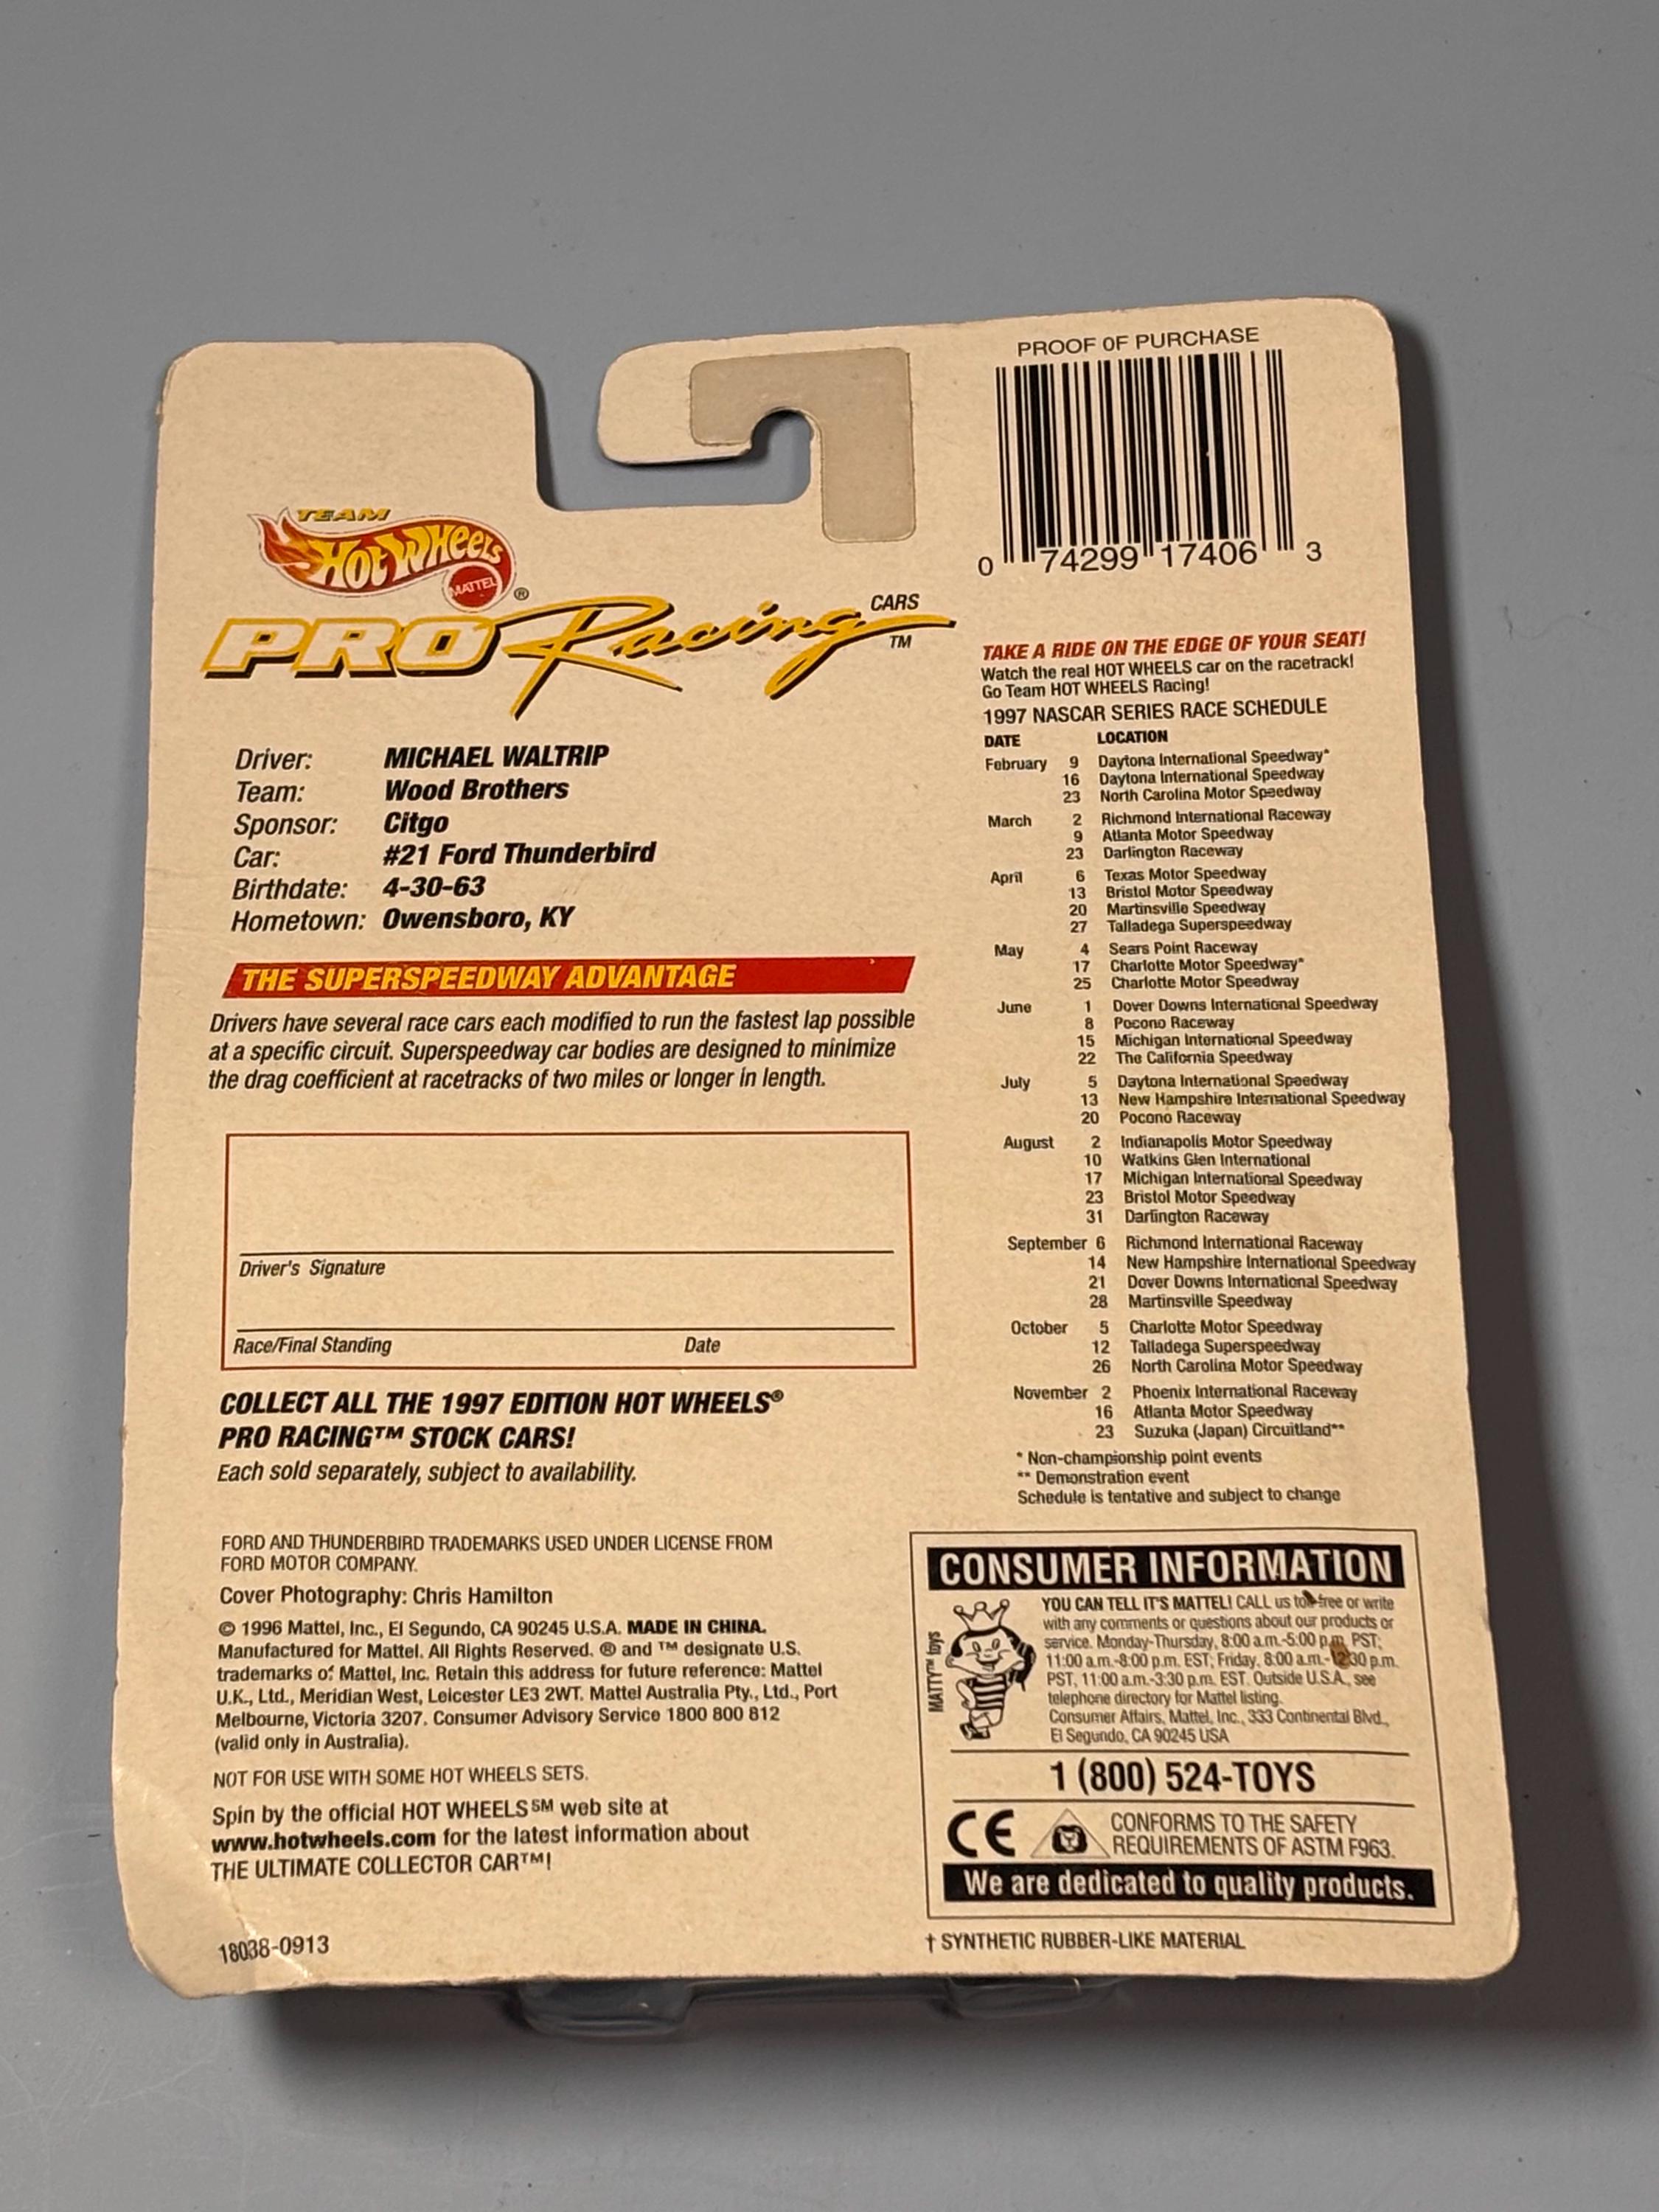 PROOF OF PURCHASE
0 74299 17406 3
TEAM
Hot Wheels
MATTEL
®
PRO Racing CARS
TM
Driver: MICHAEL WALTRIP
Team: Wood Brothers
Sponsor: Citgo
Car: #21 Ford Thunderbird
Birthdate: 4-30-63
Hometown: Owensboro, KY
THE SUPERSPEEDWAY ADVANTAGE
Drivers have several race cars each modified to run the fastest lap possible
at a specific circuit. Superspeedway car bodies are designed to minimize
the drag coefficient at racetracks of two miles or longer in length.
Driver's Signature
Race/Final Standing Date
COLLECT ALL THE 1997 EDITION HOT WHEELS®
PRO RACING™ STOCK CARS!
Each sold separately, subject to availability.
FORD AND THUNDERBIRD TRADEMARKS USED UNDER LICENSE FROM
FORD MOTOR COMPANY.
Cover Photography: Chris Hamilton
© 1996 Mattel, Inc., El Segundo, CA 90245 U.S.A. MADE IN CHINA.
Manufactured for Mattel. All Rights Reserved. ® and ™ designate U.S.
trademarks of Mattel, Inc. Retain this address for future reference: Mattel
U.K., Ltd., Meridian West, Leicester LE3 2WT. Mattel Australia Pty., Ltd., Port
Melbourne, Victoria 3207. Consumer Advisory Service 1800 800 812
(valid only in Australia).
NOT FOR USE WITH SOME HOT WHEELS SETS.
Spin by the official HOT WHEELS℠ web site at
www.hotwheels.com for the latest information about
THE ULTIMATE COLLECTOR CAR™!
18038-0913
TAKE A RIDE ON THE EDGE OF YOUR SEAT!
Watch the real HOT WHEELS car on the racetrack!
Go Team HOT WHEELS Racing!
1997 NASCAR SERIES RACE SCHEDULE
DATE LOCATION
February 9 Daytona International Speedway*
16 Daytona International Speedway
23 North Carolina Motor Speedway
March 2 Richmond International Raceway
9 Atlanta Motor Speedway
23 Darlington Raceway
April 6 Texas Motor Speedway
13 Bristol Motor Speedway
20 Martinsville Speedway
27 Talladega Superspeedway
May 4 Sears Point Raceway
17 Charlotte Motor Speedway*
25 Charlotte Motor Speedway
June 1 Dover Downs International Speedway
8 Pocono Raceway
15 Michigan International Speedway
22 The California Speedway
July 5 Daytona International Speedway
13 New Hampshire International Speedway
20 Pocono Raceway
August 2 Indianapolis Motor Speedway
10 Watkins Glen International
17 Michigan International Speedway
23 Bristol Motor Speedway
31 Darlington Raceway
September 6 Richmond International Raceway
14 New Hampshire International Speedway
21 Dover Downs International Speedway
28 Martinsville Speedway
October 5 Charlotte Motor Speedway
12 Talladega Superspeedway
26 North Carolina Motor Speedway
November 2 Phoenix International Raceway
16 Atlanta Motor Speedway
23 Suzuka (Japan) Circuitland**
* Non-championship point events
** Demonstration event
Schedule is tentative and subject to change
CONSUMER INFORMATION
MATTY™ toys
YOU CAN TELL IT'S MATTEL! CALL us toll-free or write
with any comments or questions about our products or
service. Monday-Thursday, 8:00 a.m.-5:00 p.m. PST;
11:00 a.m.-8:00 p.m. EST; Friday, 8:00 a.m.-12:30 p.m.
PST, 11:00 a.m.-3:30 p.m. EST. Outside U.S.A., see
telephone directory for Mattel listing.
Consumer Affairs, Mattel, Inc., 333 Continental Blvd.,
El Segundo, CA 90245 USA
1 (800) 524-TOYS
CE
CONFORMS TO THE SAFETY
REQUIREMENTS OF ASTM F963.
We are dedicated to quality products.
† SYNTHETIC RUBBER-LIKE MATERIAL